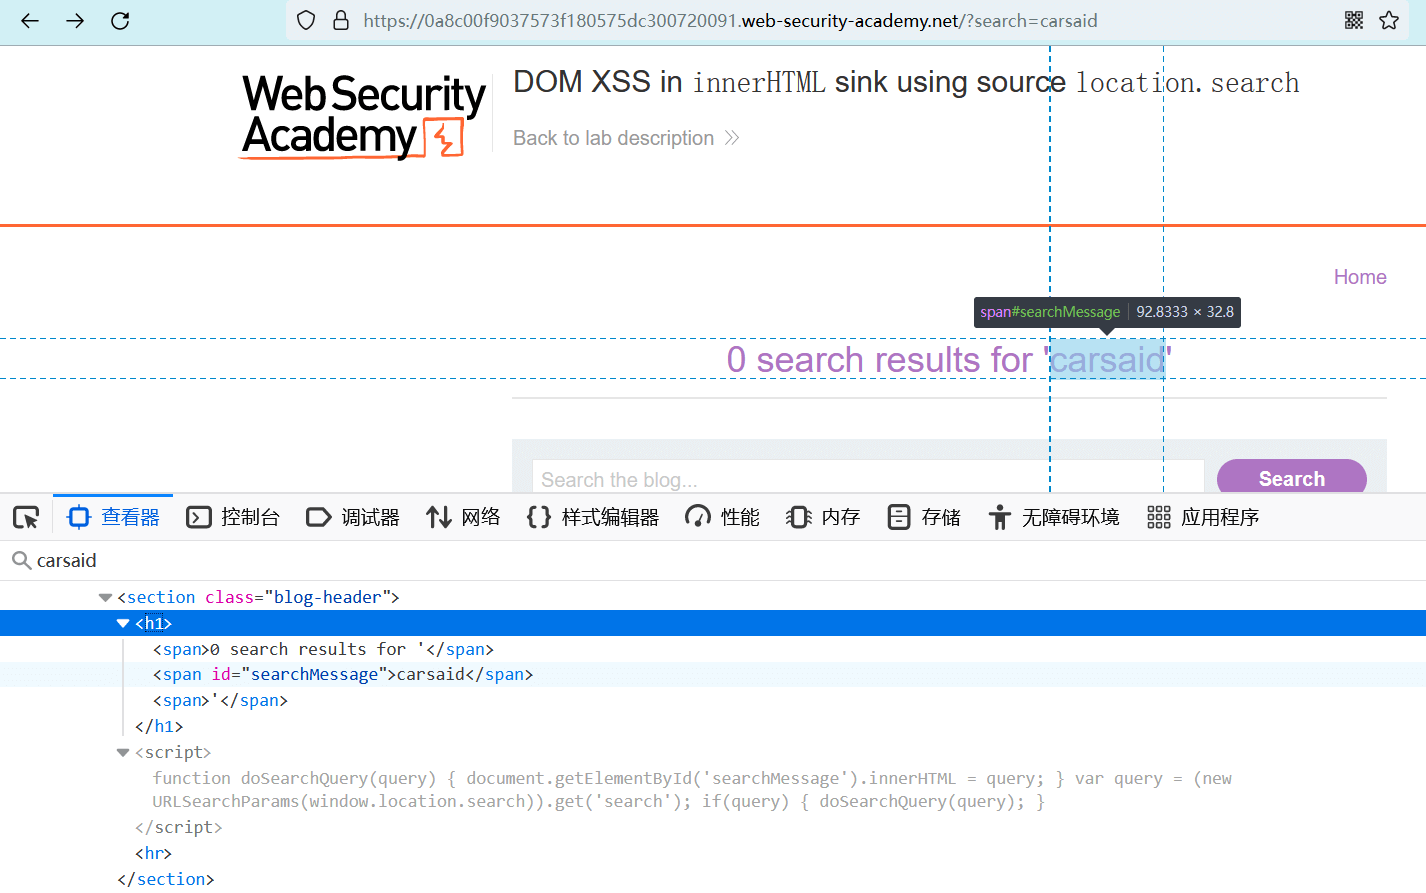 https://0a8c00f9037573f180575dc300720091.web-security-academy.net/?search=carsaid
Web Security
Academy
DOM XSS in innerHTML sink using source location.search
Back to lab description
Home
span#searchMessage 92.8333 × 32.8
0 search results for 'carsaid'
Search the blog...
Search
查看器 控制台 调试器 网络 样式编辑器 性能 内存 存储 无障碍环境 应用程序
carsaid
<section class="blog-header">
<h1>
<span>0 search results for '</span>
<span id="searchMessage">carsaid</span>
<span>'</span>
</h1>
<script>
function doSearchQuery(query) { document.getElementById('searchMessage').innerHTML = query; } var query = (new
URLSearchParams(window.location.search)).get('search'); if(query) { doSearchQuery(query); }
</script>
<hr>
</section>